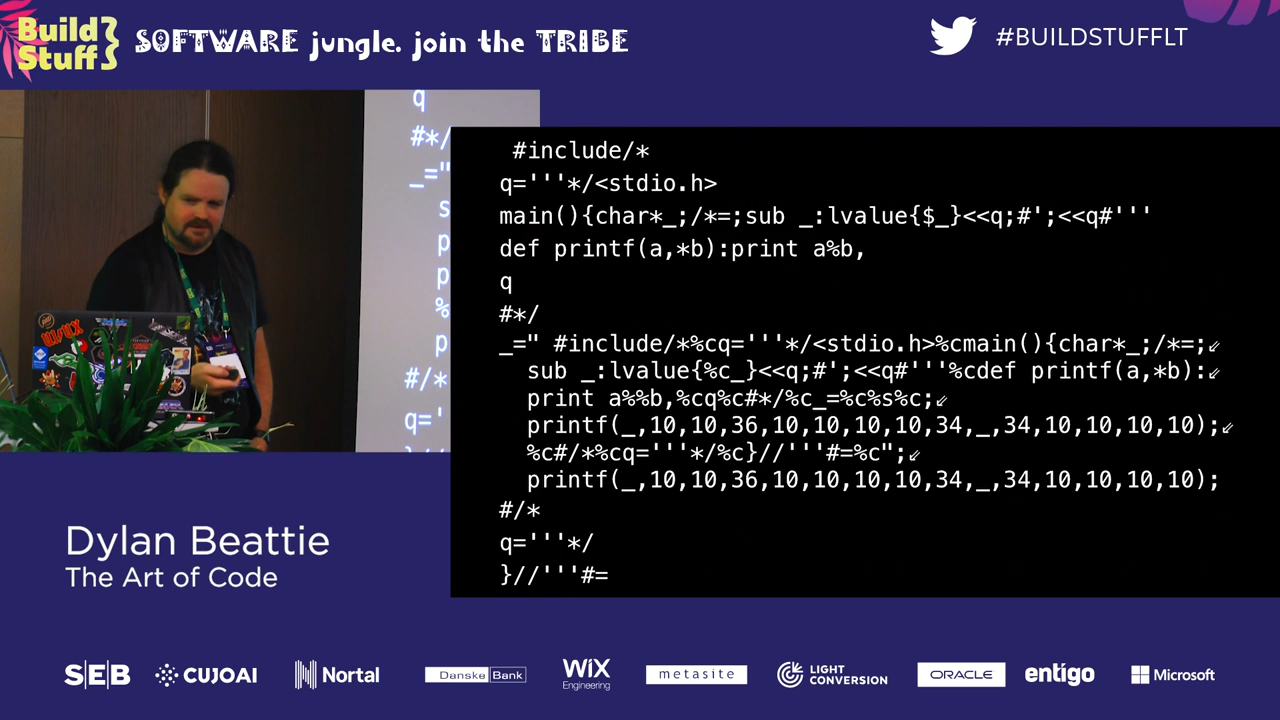 Build
Stuff
SOFTWARE jungle. join the TRIBE
#BUILDSTUFFLT
q
#*/
_="
s
p
p
%
p
#/*
q='
}//
 #include/*
q='''*/<stdio.h>
main(){char*_;/*=;sub _:lvalue{$_}<<q;#';<<q#'''
def printf(a,*b):print a%b,
q
#*/
_=" #include/*%cq='''*/<stdio.h>%cmain(){char*_;/*=;⇙
sub _:lvalue{%c_}<<q;#';<<q#'''%cdef printf(a,*b):⇙
print a%%b,%cq%c#*/%c_=%c%s%c;⇙
printf(_,10,10,36,10,10,10,10,34,_,34,10,10,10,10);⇙
%c#/*%cq='''*/%c}//'''#=%c";⇙
printf(_,10,10,36,10,10,10,10,34,_,34,10,10,10,10);
#/*
q='''*/
}//'''#=
UI/UX
Dylan Beattie
The Art of Code
SEB
CUJOAI
Nortal
Danske Bank
WiX
Engineering
metasite
LIGHT
CONVERSION
ORACLE
entigo
Microsoft